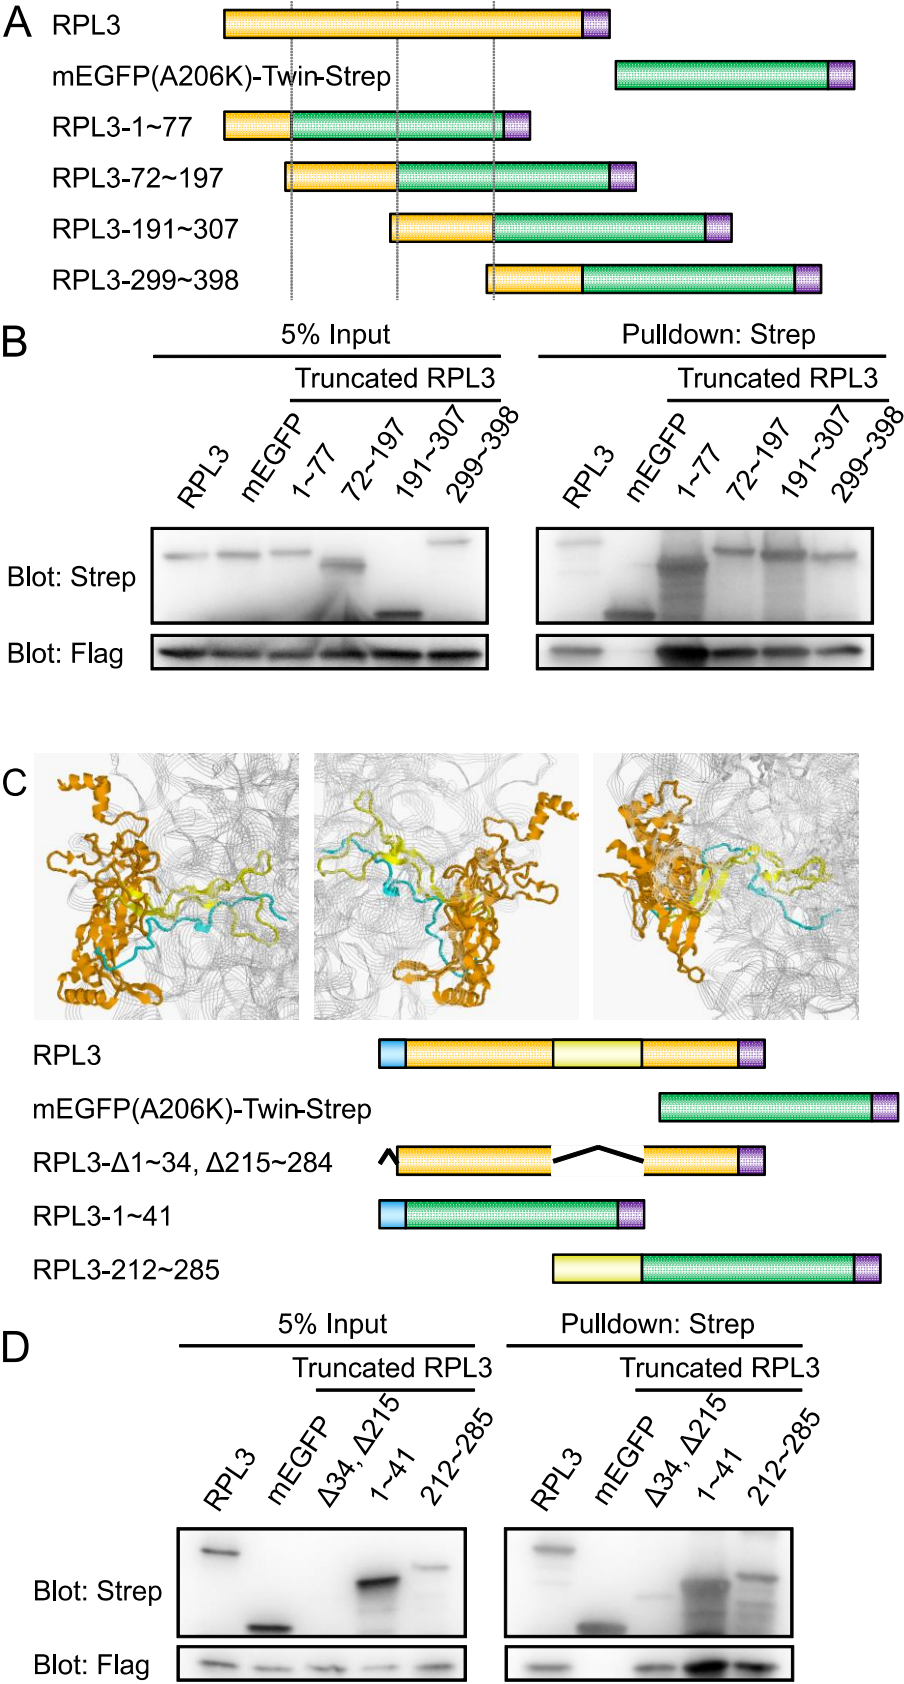 A
RPL3
mEGFP(A206K)-Twin-Strep
RPL3-1~77
RPL3-72~197
RPL3-191~307
RPL3-299~398
B
5% Input
Pulldown: Strep
Truncated RPL3
Truncated RPL3
RPL3
mEGFP
1~77
72~197
191~307
299~398
RPL3
mEGFP
1~77
72~197
191~307
299~398
Blot: Strep
Blot: Flag
C
RPL3
mEGFP(A206K)-Twin-Strep
RPL3-Δ1~34, Δ215~284
RPL3-1~41
RPL3-212~285
D
5% Input
Pulldown: Strep
Truncated RPL3
Truncated RPL3
RPL3
mEGFP
Δ34, Δ215
1~41
212~285
RPL3
mEGFP
Δ34, Δ215
1~41
212~285
Blot: Strep
Blot: Flag